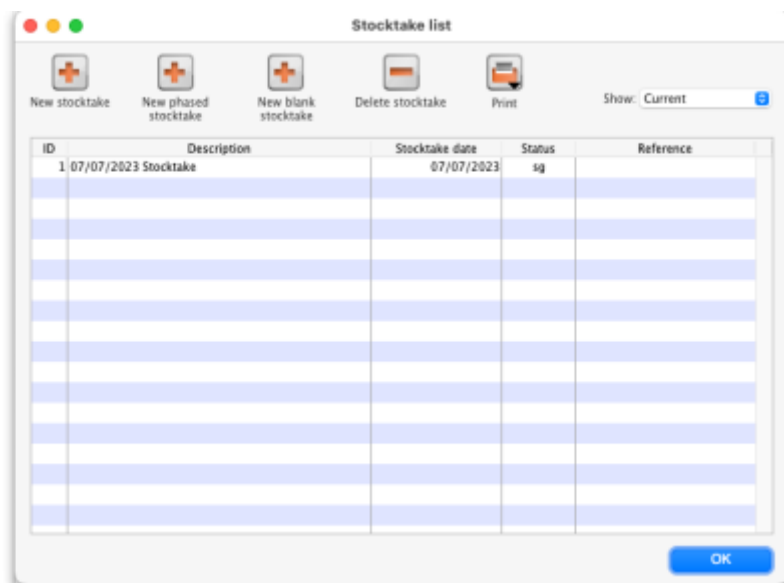 Stocktake list
New stocktake
New phased
stocktake
New blank
stocktake
Delete stocktake
Print
Show: Current
ID Description Stocktake date Status Reference
1 07/07/2023 Stocktake 07/07/2023 sg
OK